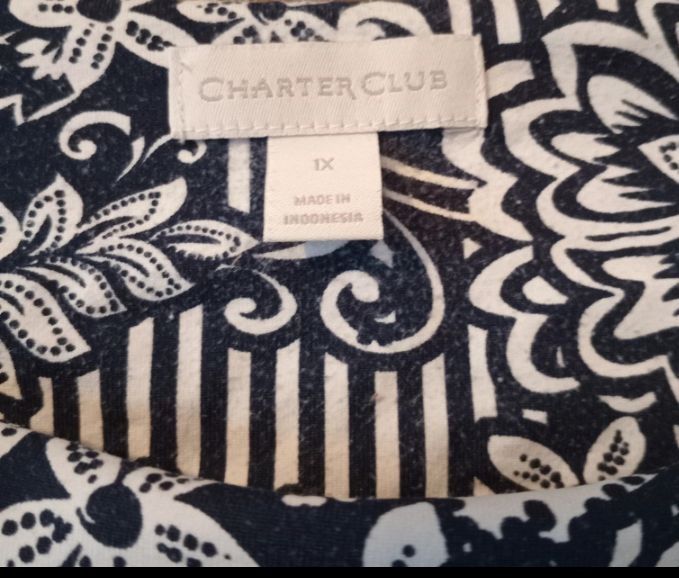 CHARTER CLUB
1X
MADE IN
INDONESIA